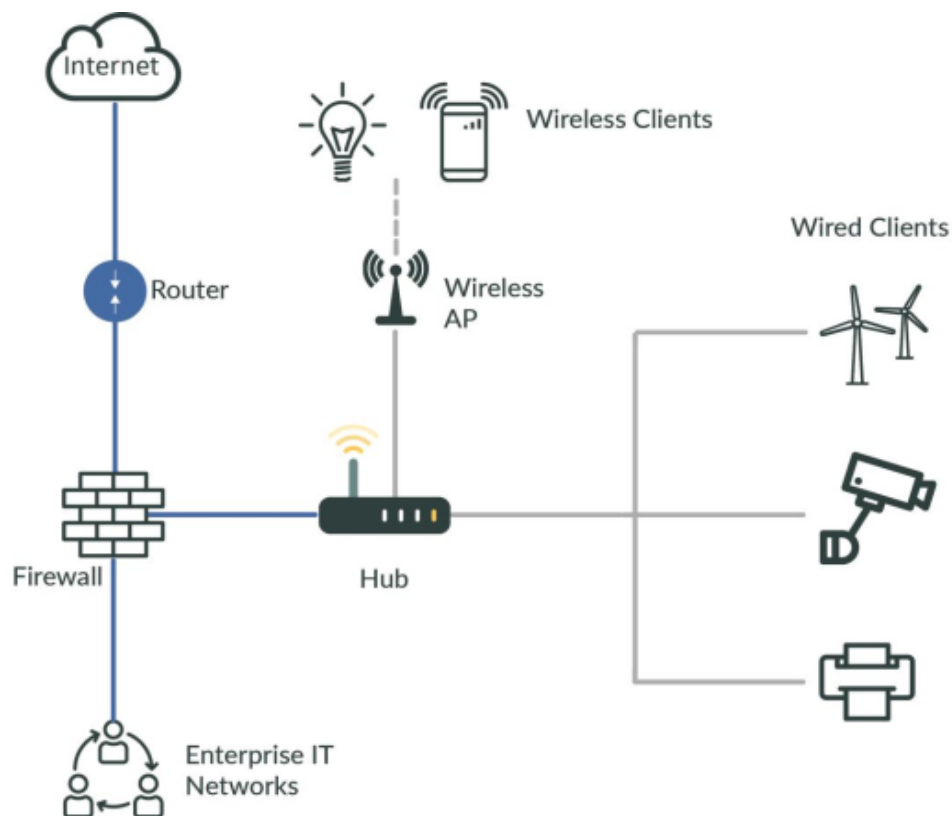 Internet
Wireless Clients
Wired Clients
Router
Wireless
AP
Firewall
Hub
Enterprise IT
Networks